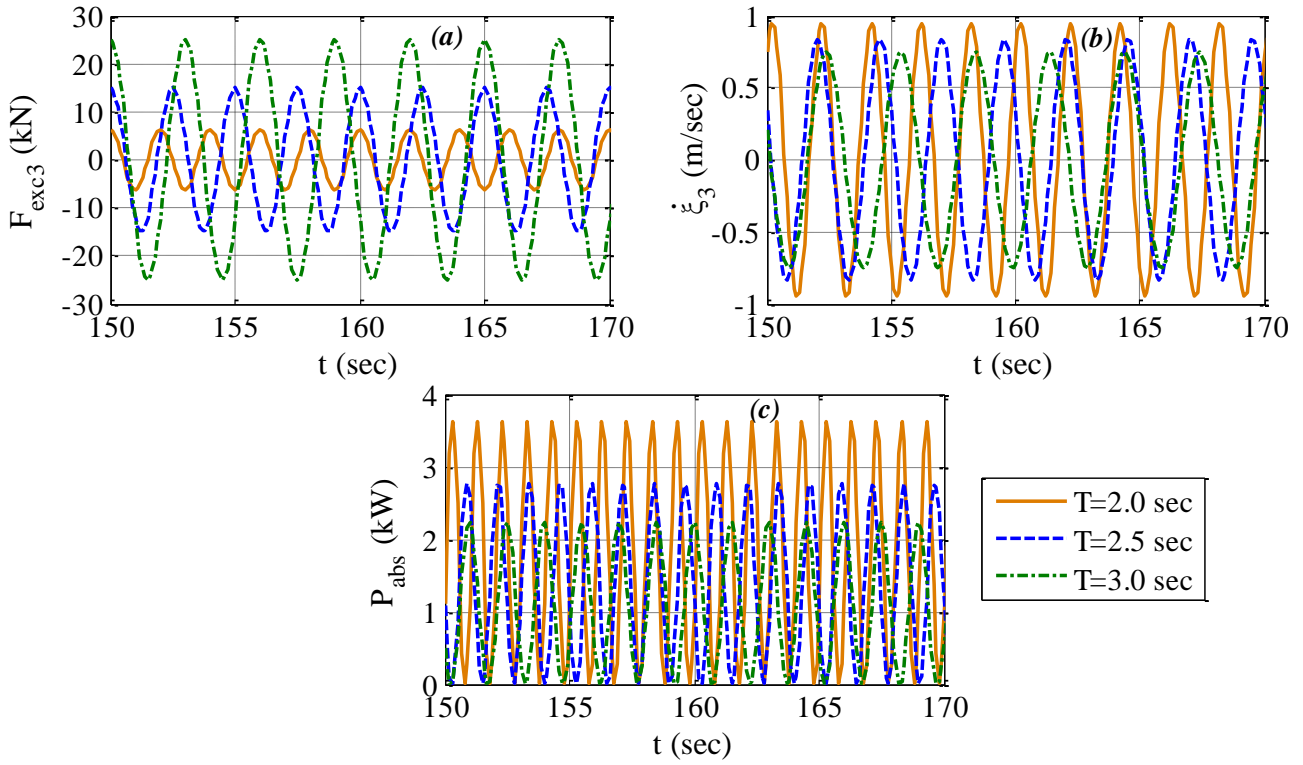 (a)
30
20
10
0
-10
-20
-30
F_exc3 (kN)
150 155 160 165 170
t (sec)
(b)
1
0.5
0
-0.5
-1
ξ̇_3 (m/sec)
150 155 160 165 170
t (sec)
(c)
4
3
2
1
0
P_abs (kW)
150 155 160 165 170
t (sec)
T=2.0 sec
T=2.5 sec
T=3.0 sec